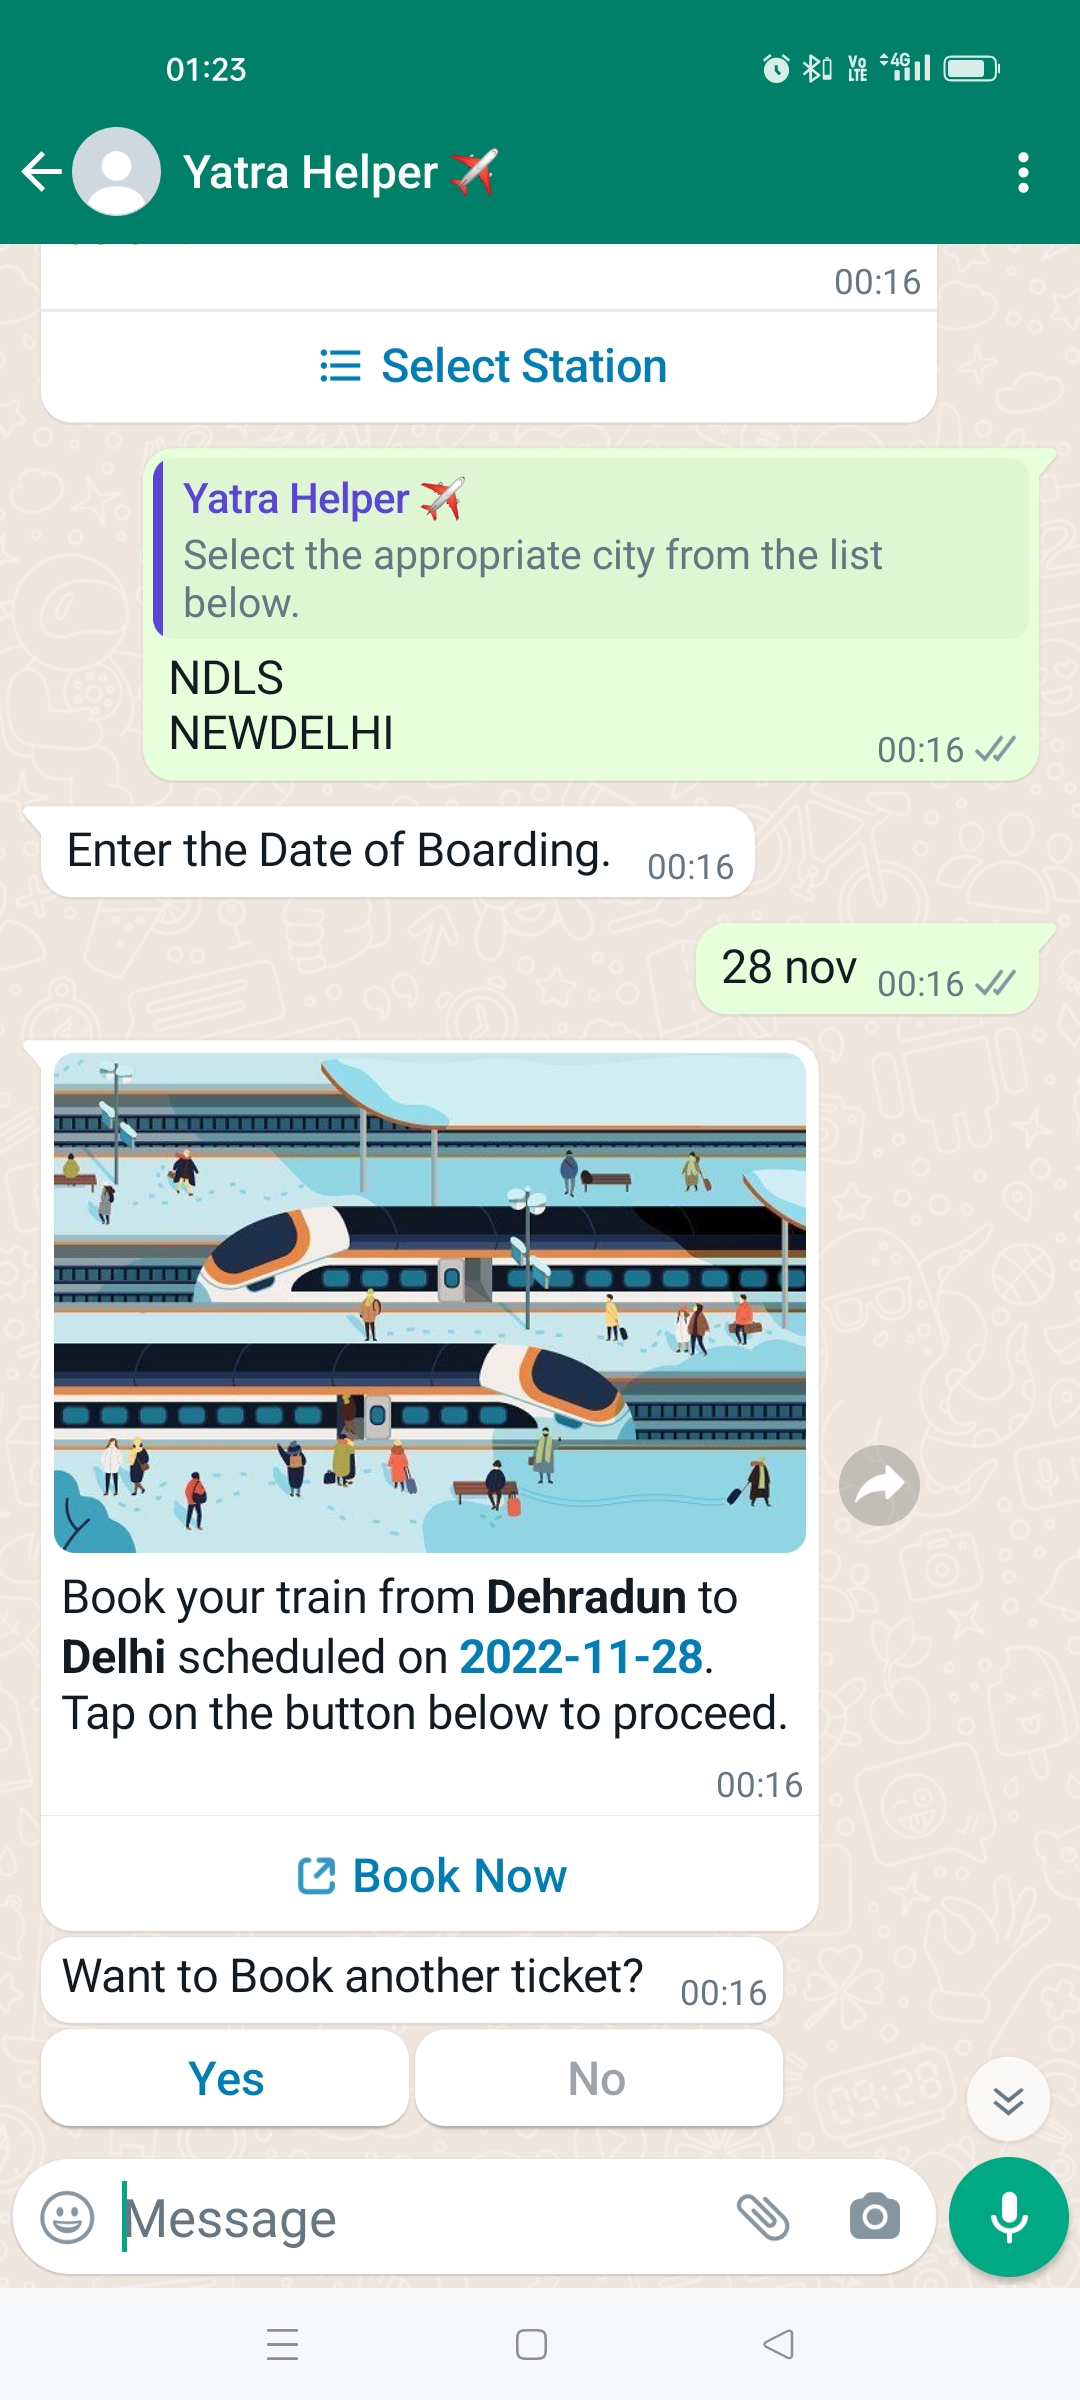 01:23
Vo
LTE
4G
Yatra Helper
00:16
Select Station
Yatra Helper
Select the appropriate city from the list
below.
NDLS
NEWDELHI
00:16
Enter the Date of Boarding.
00:16
28 nov
00:16
Book your train from Dehradun to
Delhi scheduled on 2022-11-28.
Tap on the button below to proceed.
00:16
Book Now
Want to Book another ticket?
00:16
Yes
No
Message